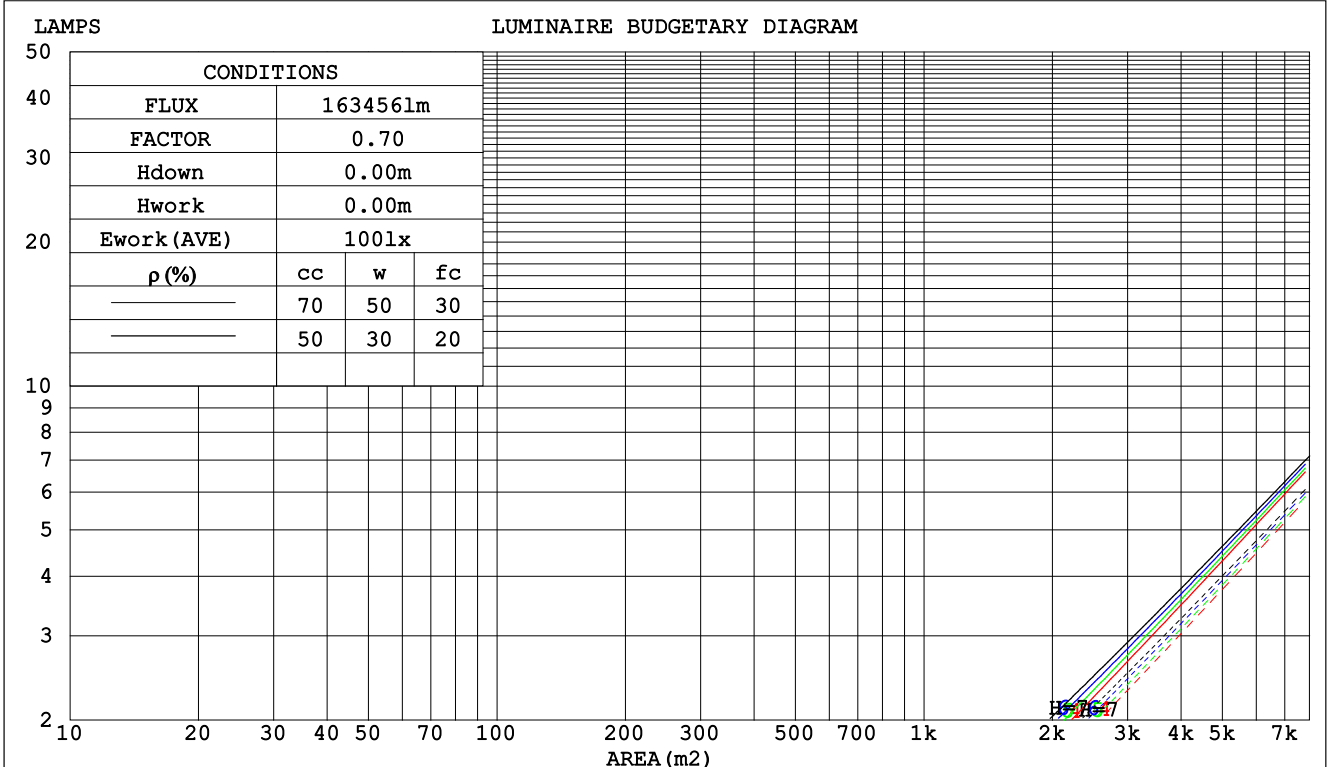 LAMPS
LUMINAIRE BUDGETARY DIAGRAM
50
40
30
20
10
9
8
7
6
5
4
3
2
CONDITIONS
FLUX 163456lm
FACTOR 0.70
Hdown 0.00m
Hwork 0.00m
Ework(AVE) 100lx
ρ(%) cc w fc
70 50 30
50 30 20
10 20 30 40 50 70 100 200 300 400 500 700 1k 2k 3k 4k 5k 7k
AREA(m2)